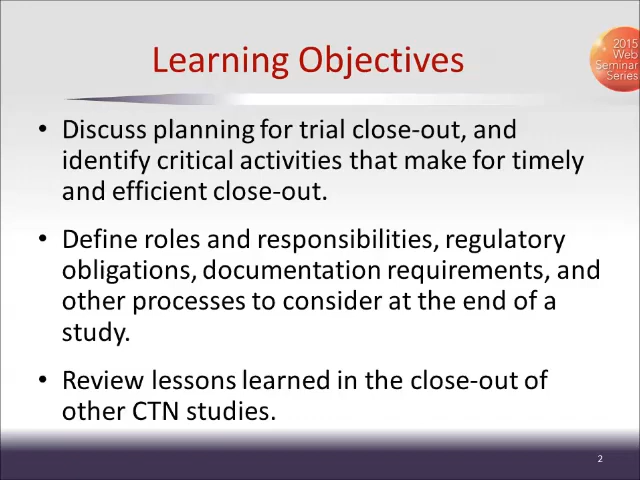 Learning Objectives
2015
Web
Seminar
Series
• Discuss planning for trial close-out, and
identify critical activities that make for timely
and efficient close-out.
• Define roles and responsibilities, regulatory
obligations, documentation requirements, and
other processes to consider at the end of a
study.
• Review lessons learned in the close-out of
other CTN studies.
2